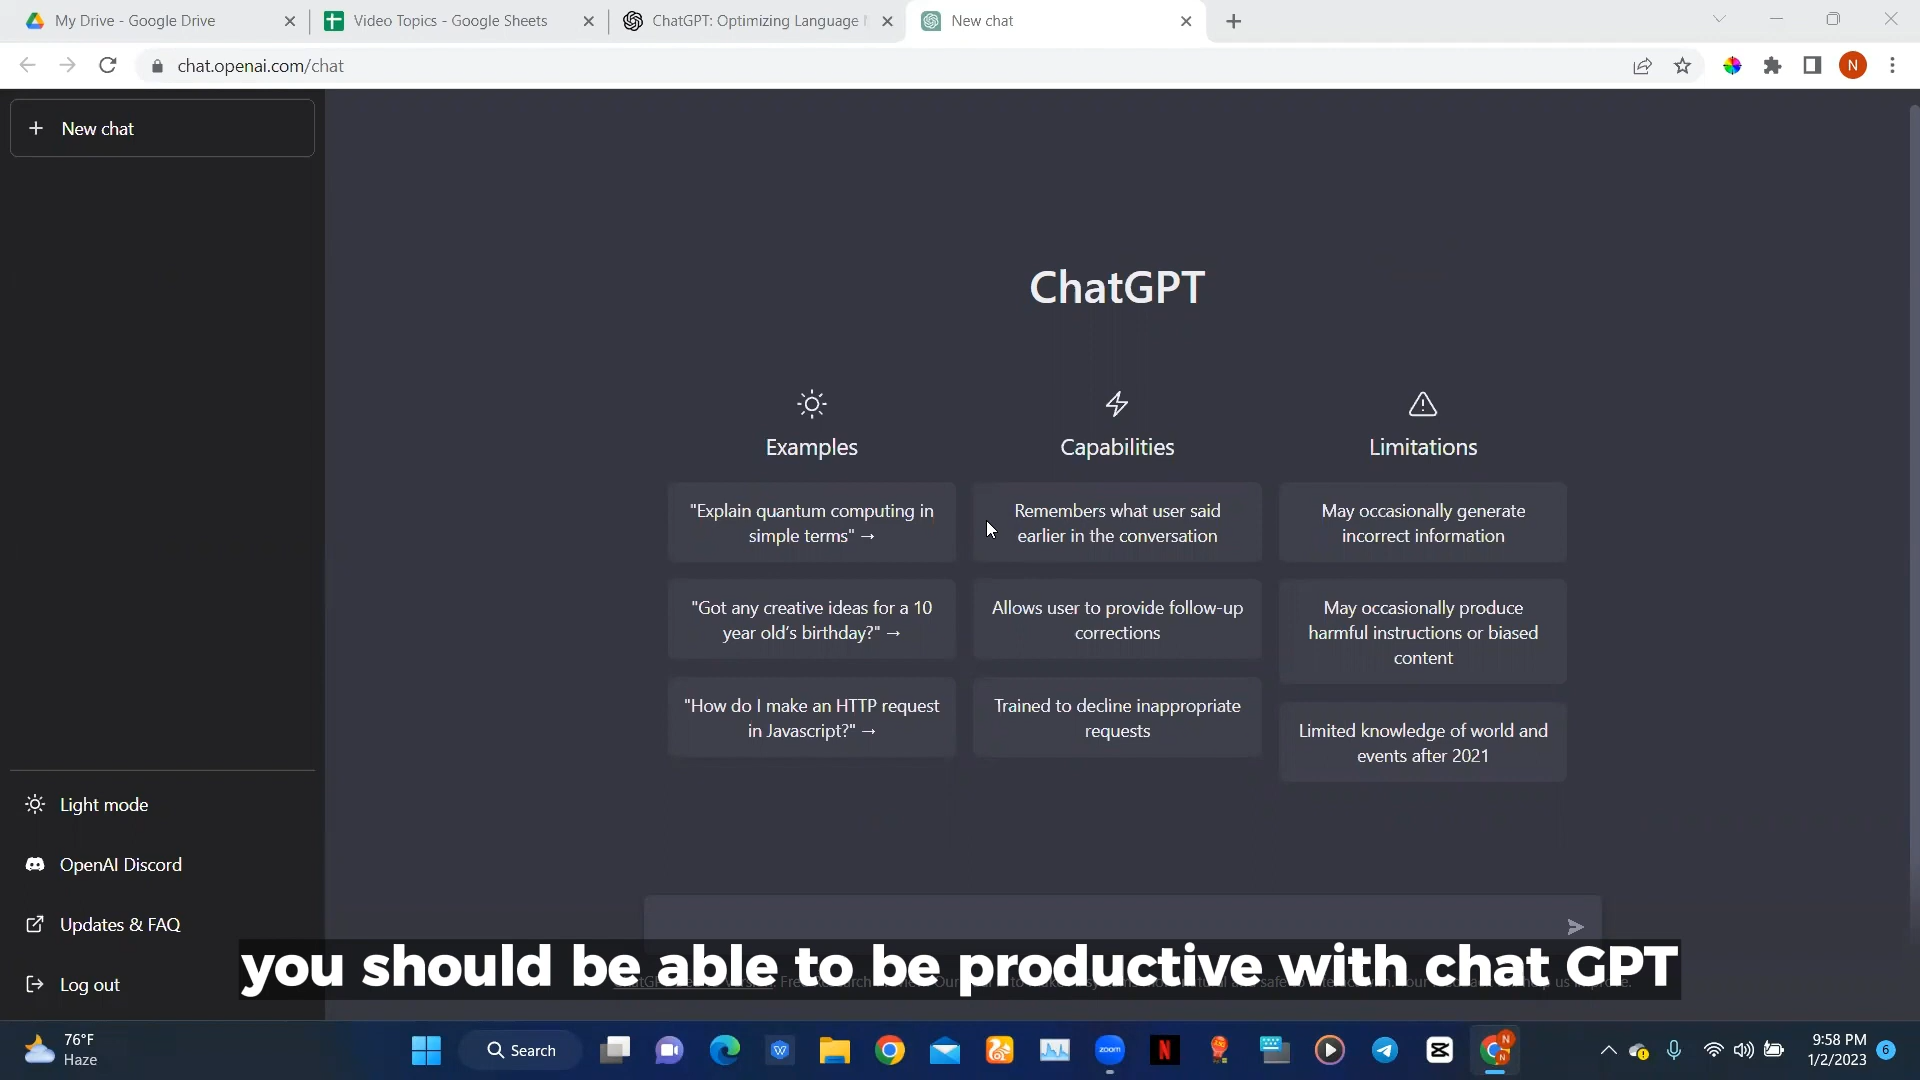 My Drive - Google Drive
Video Topics - Google Sheets
ChatGPT: Optimizing Language
New chat
chat.openai.com/chat
N
New chat
ChatGPT
Examples
Capabilities
Limitations
"Explain quantum computing in
simple terms" →
Remembers what user said
earlier in the conversation
May occasionally generate
incorrect information
"Got any creative ideas for a 10
year old's birthday?" →
Allows user to provide follow-up
corrections
May occasionally produce
harmful instructions or biased
content
"How do I make an HTTP request
in Javascript?" →
Trained to decline inappropriate
requests
Limited knowledge of world and
events after 2021
Light mode
OpenAI Discord
Updates & FAQ
Log out
you should be able to be productive with chat GPT
76°F
Haze
Search
zoom
N
9:58 PM
1/2/2023
6